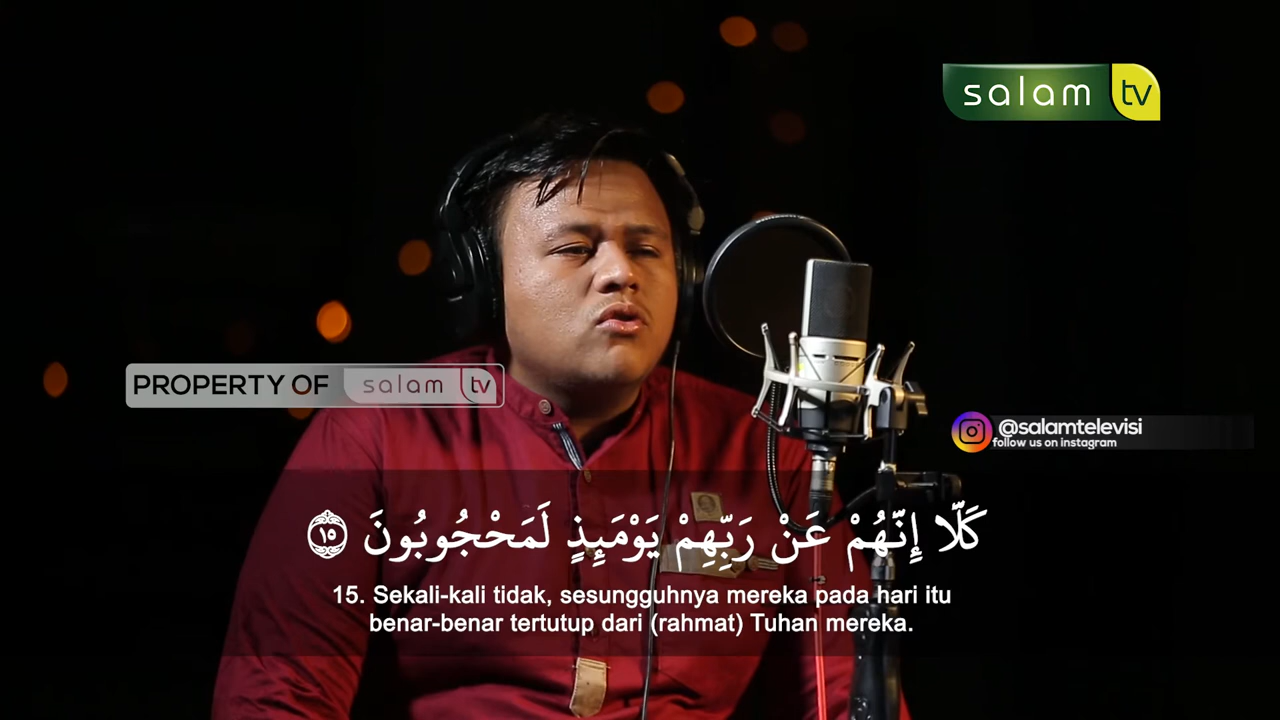 salam tv
PROPERTY OF salam tv
@salamtelevisi
follow us on instagram
كَلَّا إِنَّهُمْ عَنْ رَبِّهِمْ يَوْمَئِذٍ لَمَحْجُوبُونَ ١٥
15. Sekali-kali tidak, sesungguhnya mereka pada hari itu
benar-benar tertutup dari (rahmat) Tuhan mereka.